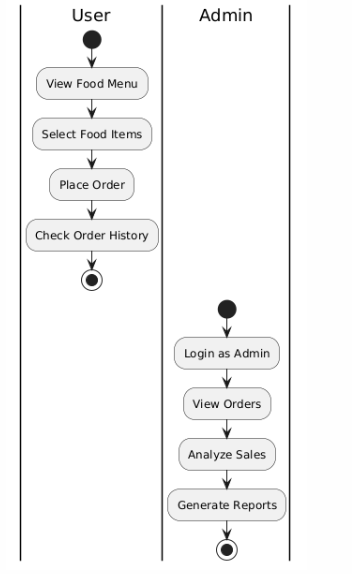 User
Admin
View Food Menu
Select Food Items
Place Order
Check Order History
Login as Admin
View Orders
Analyze Sales
Generate Reports